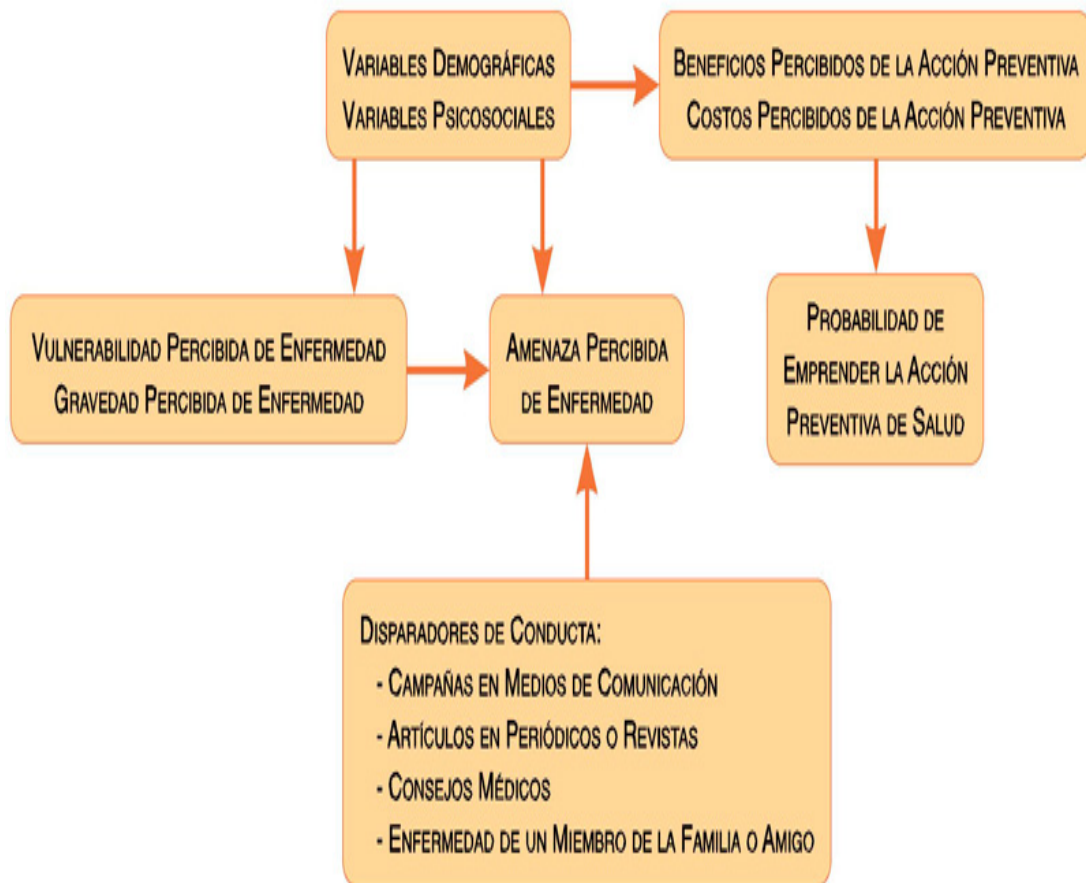 Variables Demográficas
Variables Psicosociales
Beneficios Percibidos de la Acción Preventiva
Costos Percibidos de la Acción Preventiva
Vulnerabilidad Percibida de Enfermedad
Gravedad Percibida de Enfermedad
Amenaza Percibida
de Enfermedad
Probabilidad de
Emprender la Acción
Preventiva de Salud
Disparadores de Conducta:
- Campañas en Medios de Comunicación
- Artículos en Periódicos o Revistas
- Consejos Médicos
- Enfermedad de un Miembro de la Familia o Amigo